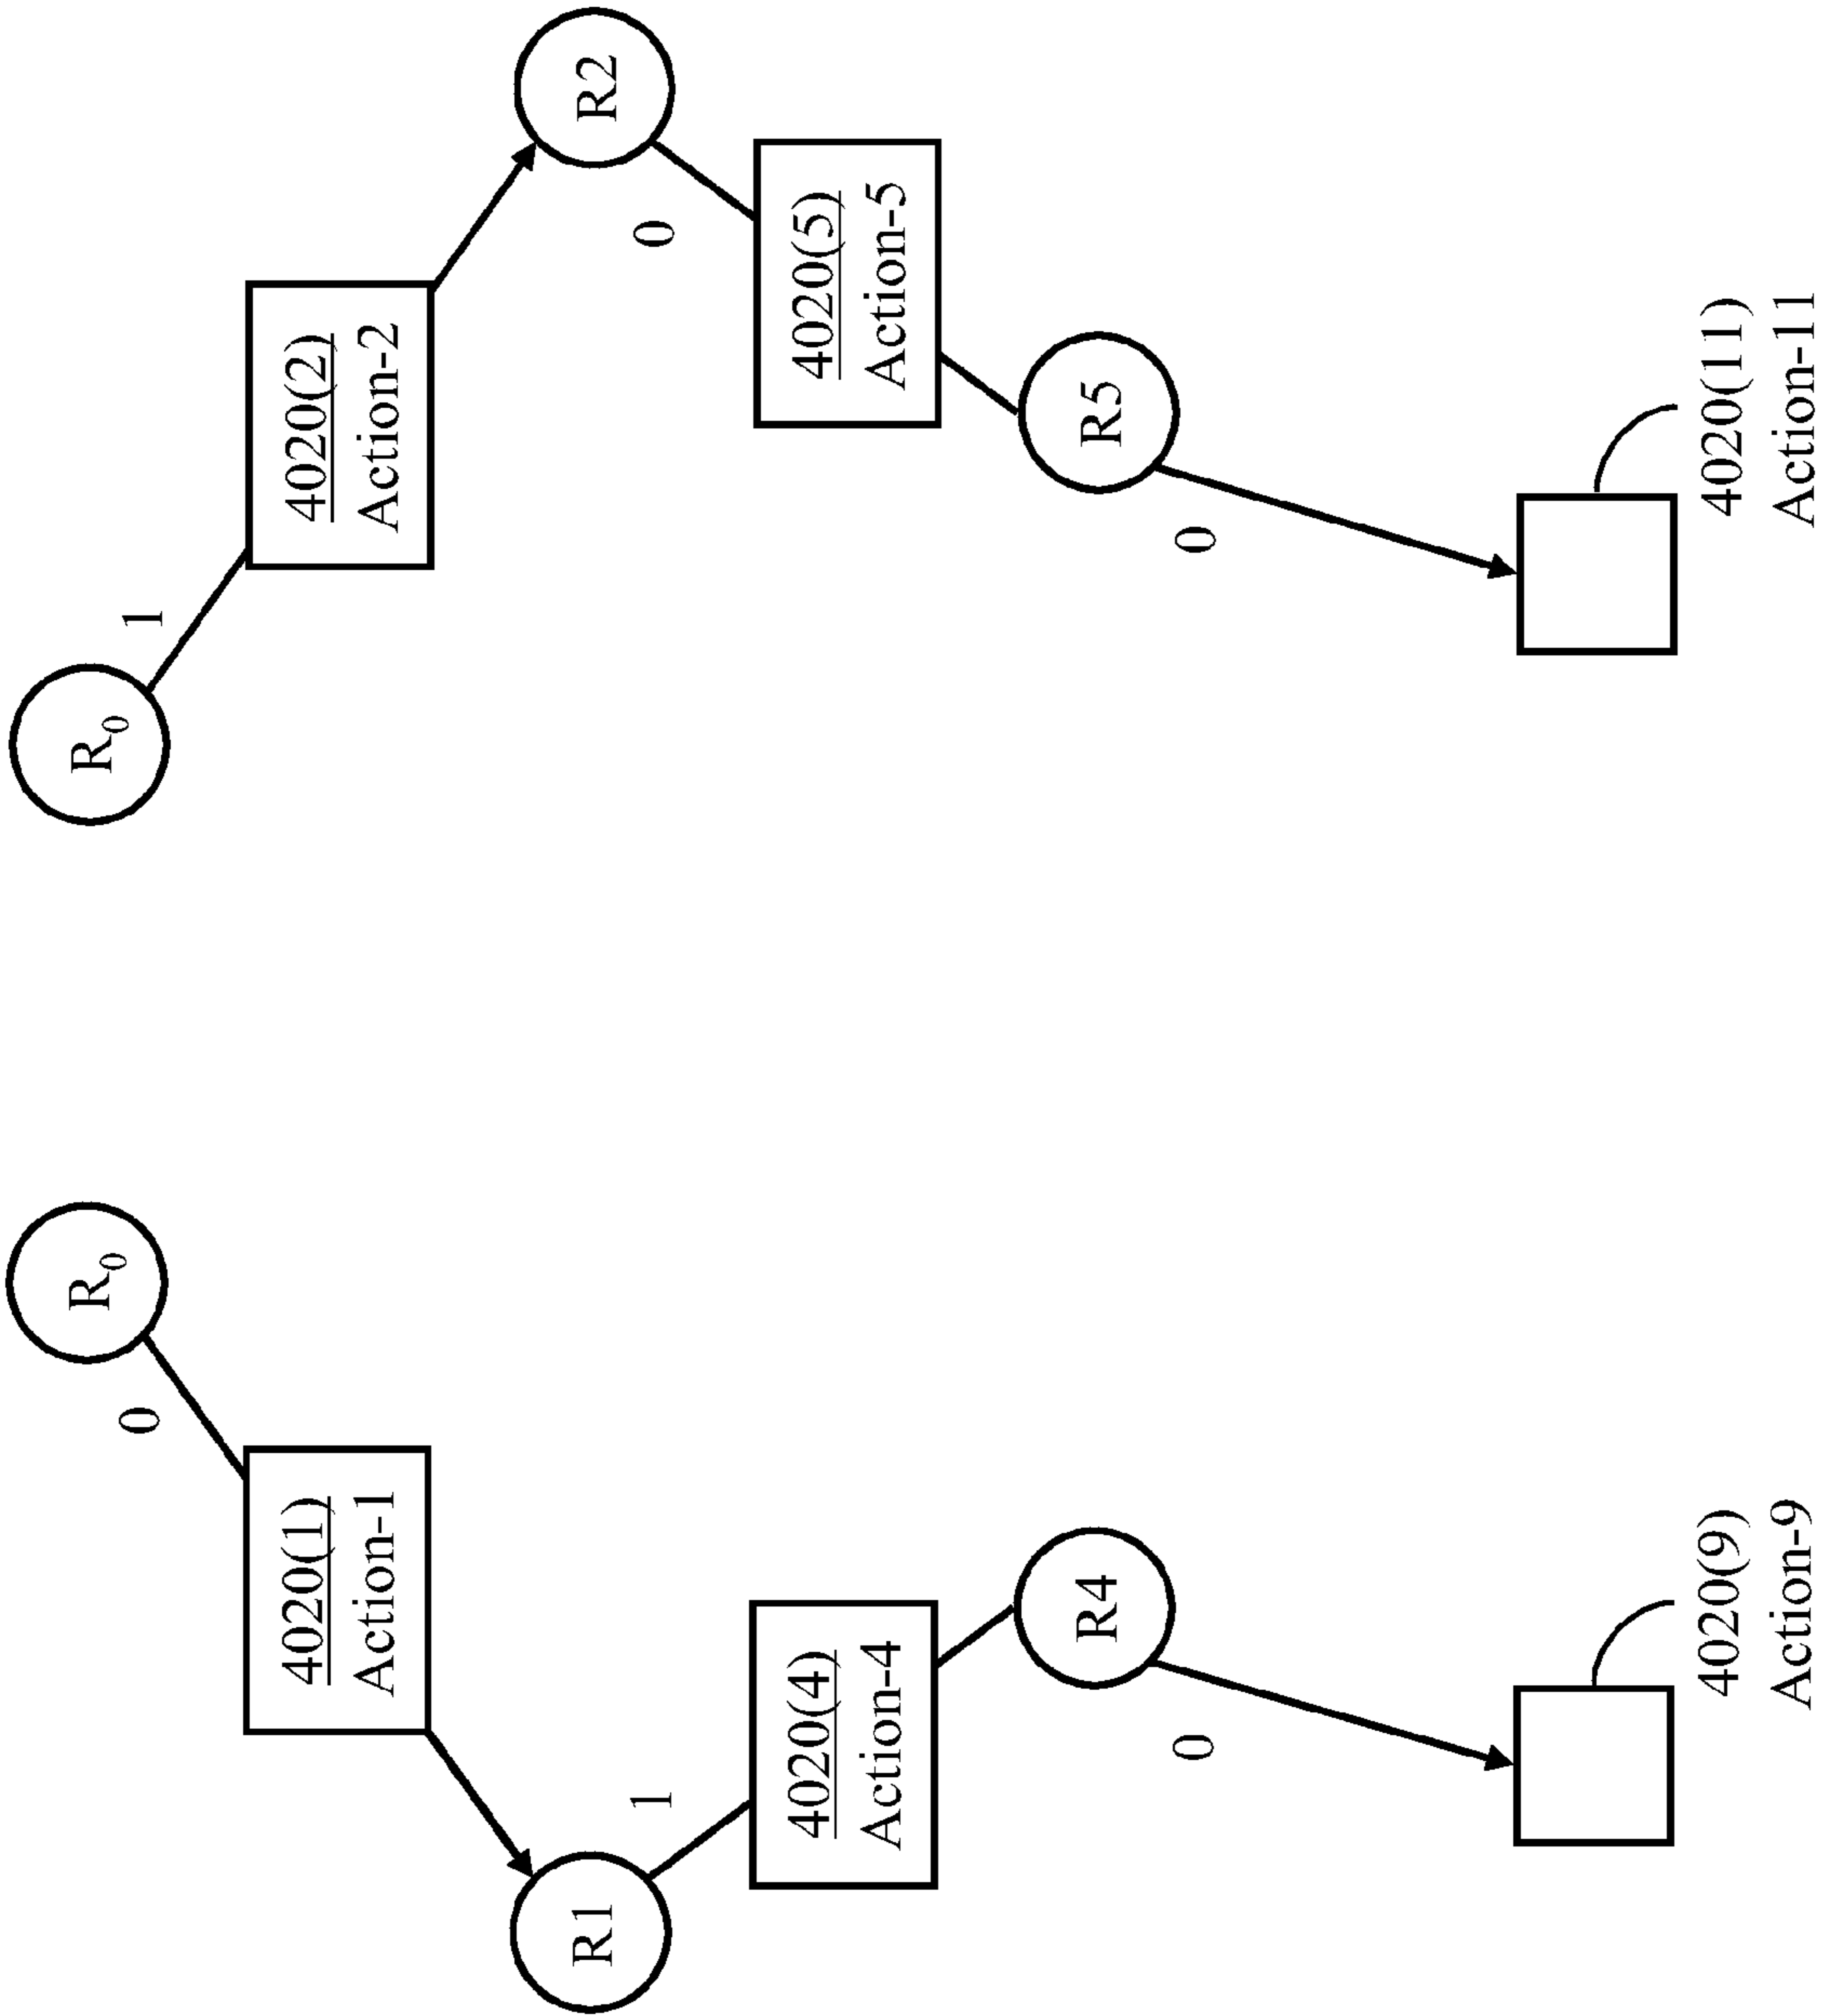 R0
0
4020(1)
Action-1
R1
1
4020(4)
Action-4
R4
0
4020(9)
Action-9
R0
1
4020(2)
Action-2
R2
0
4020(5)
Action-5
R5
0
4020(11)
Action-11